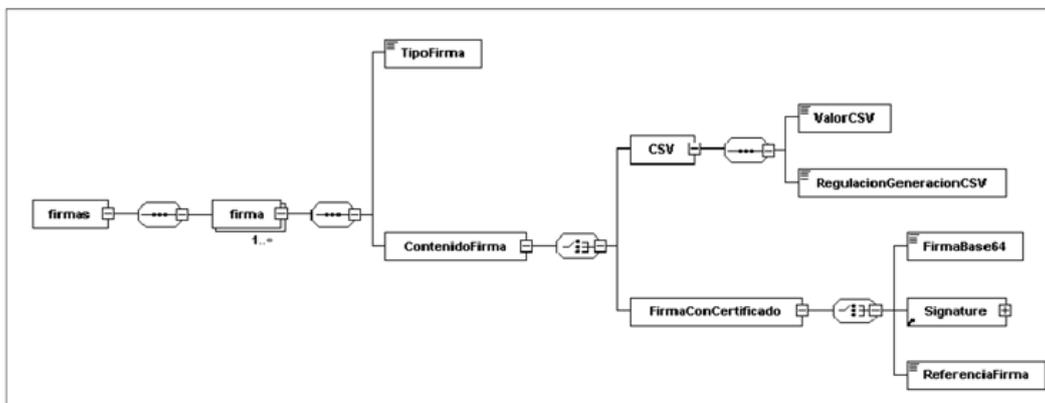 TipoFirma
ValorCSV
CSV
RegulacionGeneracionCSV
firmas
firma
1..∞
ContenidoFirma
FirmaBase64
FirmaConCertificado
Signature
ReferenciaFirma